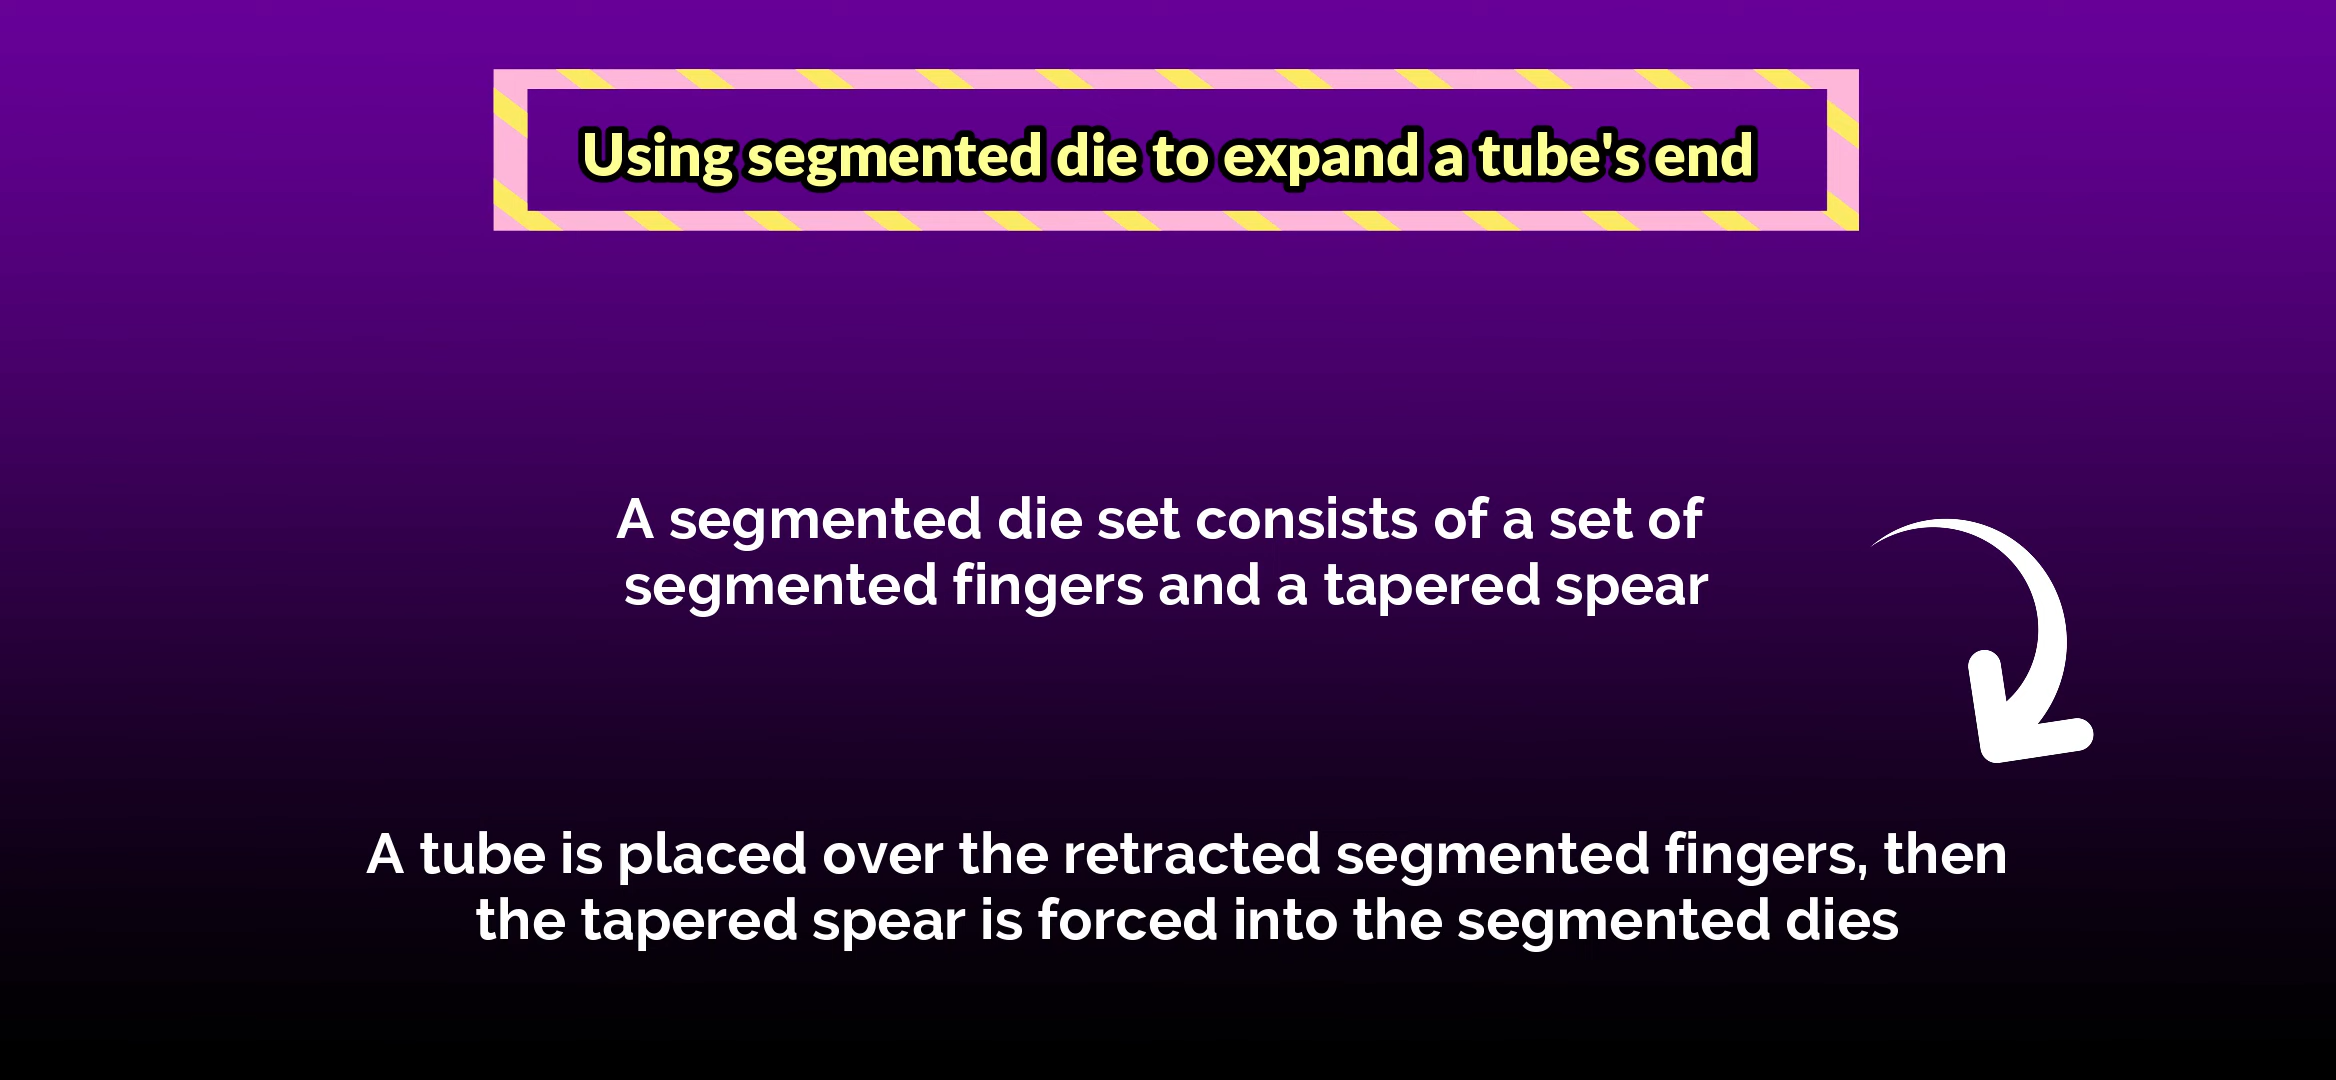 Using segmented die to expand a tube's end
A segmented die set consists of a set of
segmented fingers and a tapered spear
A tube is placed over the retracted segmented fingers, then
the tapered spear is forced into the segmented dies